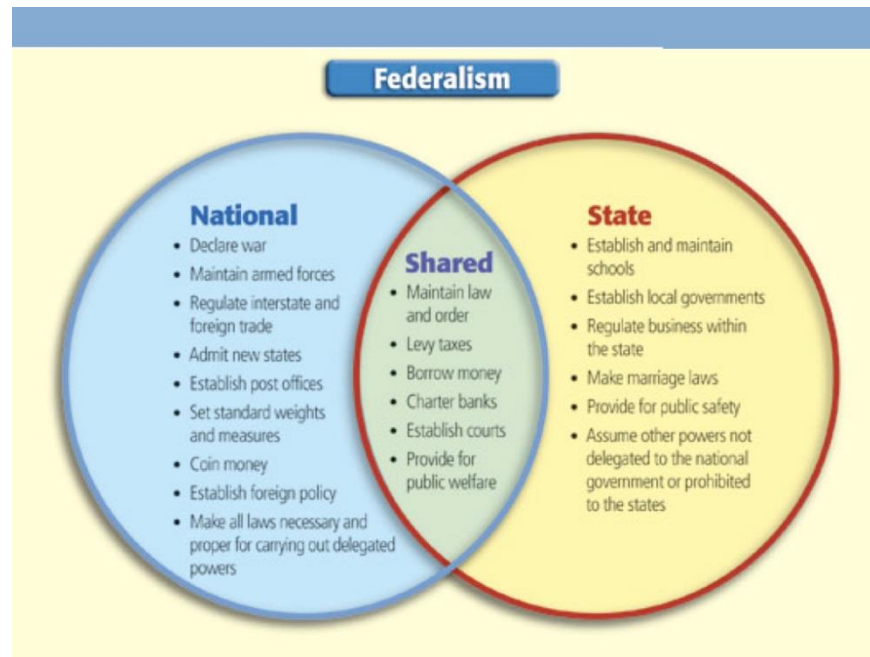 Federalism
National
• Declare war
• Maintain armed forces
• Regulate interstate and
foreign trade
• Admit new states
• Establish post offices
• Set standard weights
and measures
• Coin money
• Establish foreign policy
• Make all laws necessary and
proper for carrying out delegated
powers
Shared
• Maintain law
and order
• Levy taxes
• Borrow money
• Charter banks
• Establish courts
• Provide for
public welfare
State
• Establish and maintain
schools
• Establish local governments
• Regulate business within
the state
• Make marriage laws
• Provide for public safety
• Assume other powers not
delegated to the national
government or prohibited
to the states